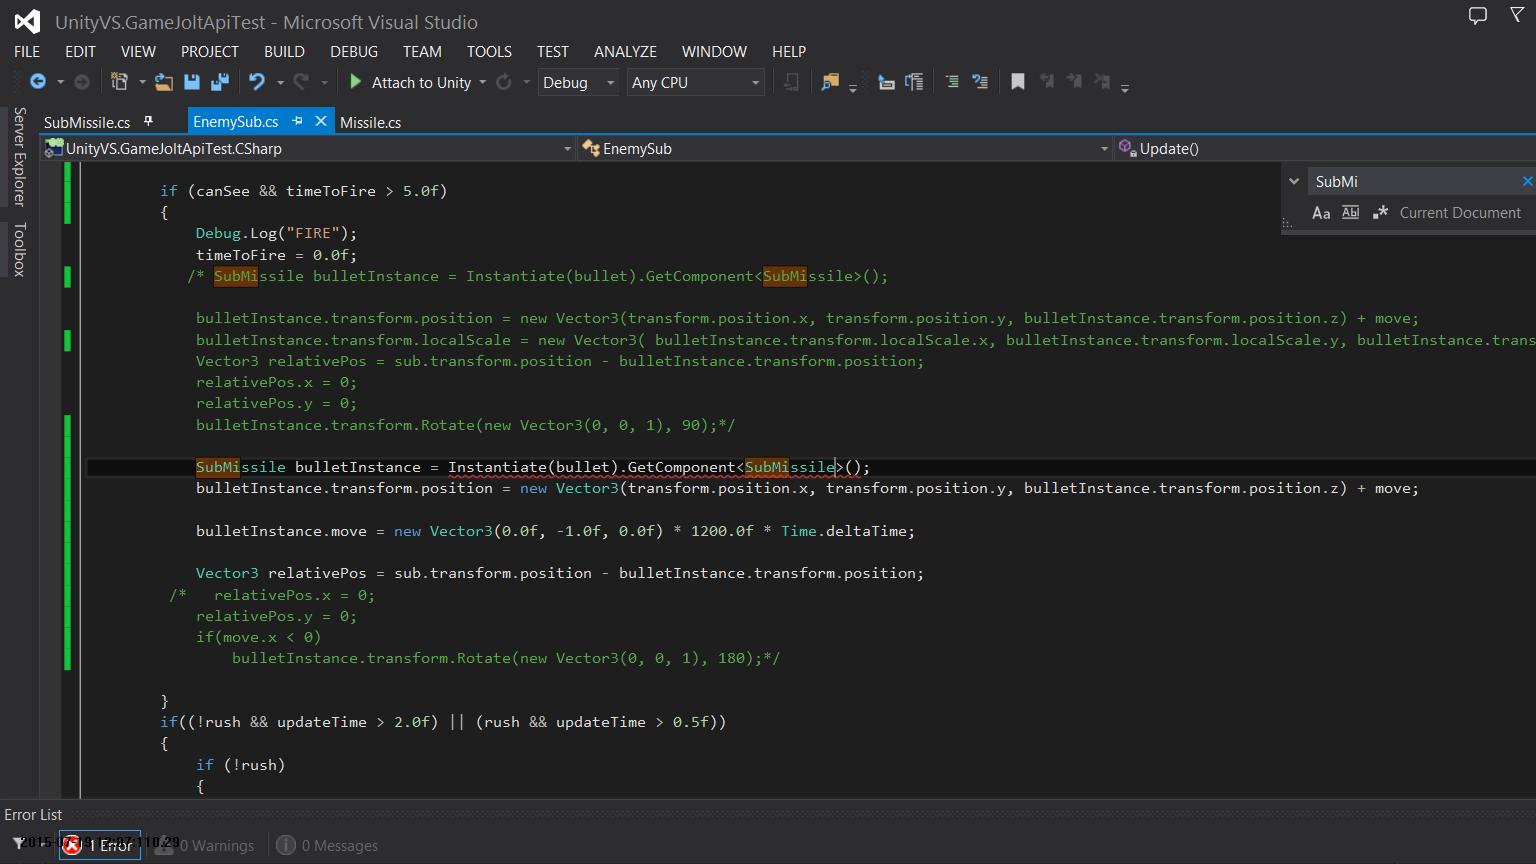 UnityVS.GameJoltApiTest - Microsoft Visual Studio
FILE EDIT VIEW PROJECT BUILD DEBUG TEAM TOOLS TEST ANALYZE WINDOW HELP
Attach to Unity Debug Any CPU
Server Explorer
Toolbox
SubMissile.cs EnemySub.cs Missile.cs
UnityVS.GameJoltApiTest.CSharp EnemySub Update()
SubMi
Aa Abl Current Document
if (canSee && timeToFire > 5.0f)
{
Debug.Log("FIRE");
timeToFire = 0.0f;
/* SubMissile bulletInstance = Instantiate(bullet).GetComponent<SubMissile>();
bulletInstance.transform.position = new Vector3(transform.position.x, transform.position.y, bulletInstance.transform.position.z) + move;
bulletInstance.transform.localScale = new Vector3( bulletInstance.transform.localScale.x, bulletInstance.transform.localScale.y, bulletInstance.trans
Vector3 relativePos = sub.transform.position - bulletInstance.transform.position;
relativePos.x = 0;
relativePos.y = 0;
bulletInstance.transform.Rotate(new Vector3(0, 0, 1), 90);*/
SubMissile bulletInstance = Instantiate(bullet).GetComponent<SubMissile>();
bulletInstance.transform.position = new Vector3(transform.position.x, transform.position.y, bulletInstance.transform.position.z) + move;
bulletInstance.move = new Vector3(0.0f, -1.0f, 0.0f) * 1200.0f * Time.deltaTime;
Vector3 relativePos = sub.transform.position - bulletInstance.transform.position;
/* relativePos.x = 0;
relativePos.y = 0;
if(move.x < 0)
bulletInstance.transform.Rotate(new Vector3(0, 0, 1), 180);*/
}
if((!rush && updateTime > 2.0f) || (rush && updateTime > 0.5f))
{
if (!rush)
{
Error List
1 Error 0 Warnings 0 Messages